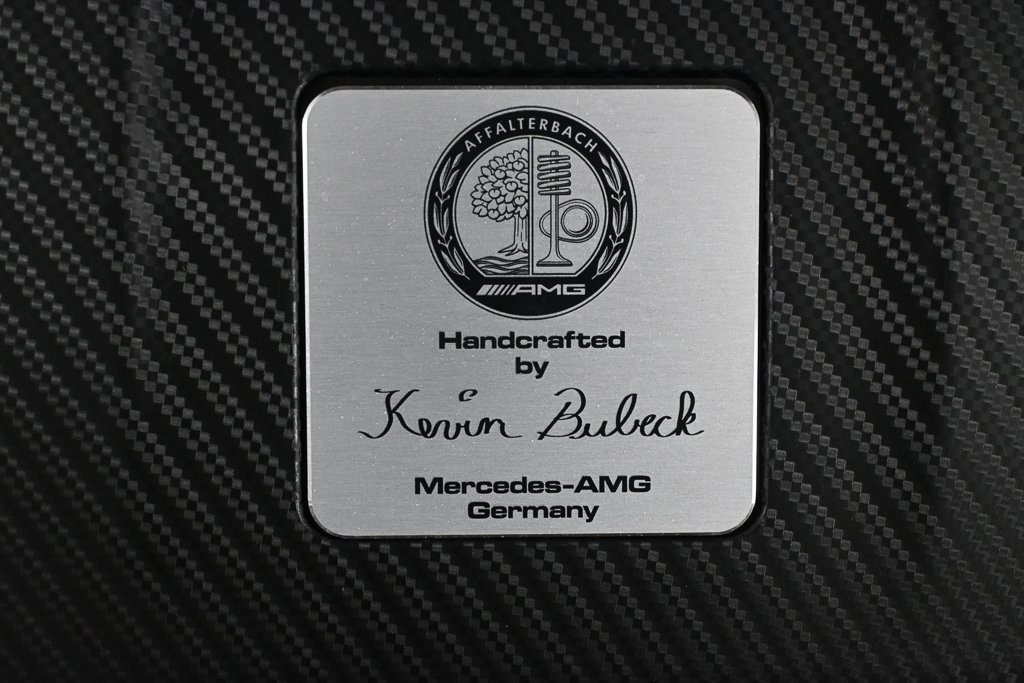 AFFALTERBACH
AMG
Handcrafted
by
Kevin Bubeck
Mercedes-AMG
Germany